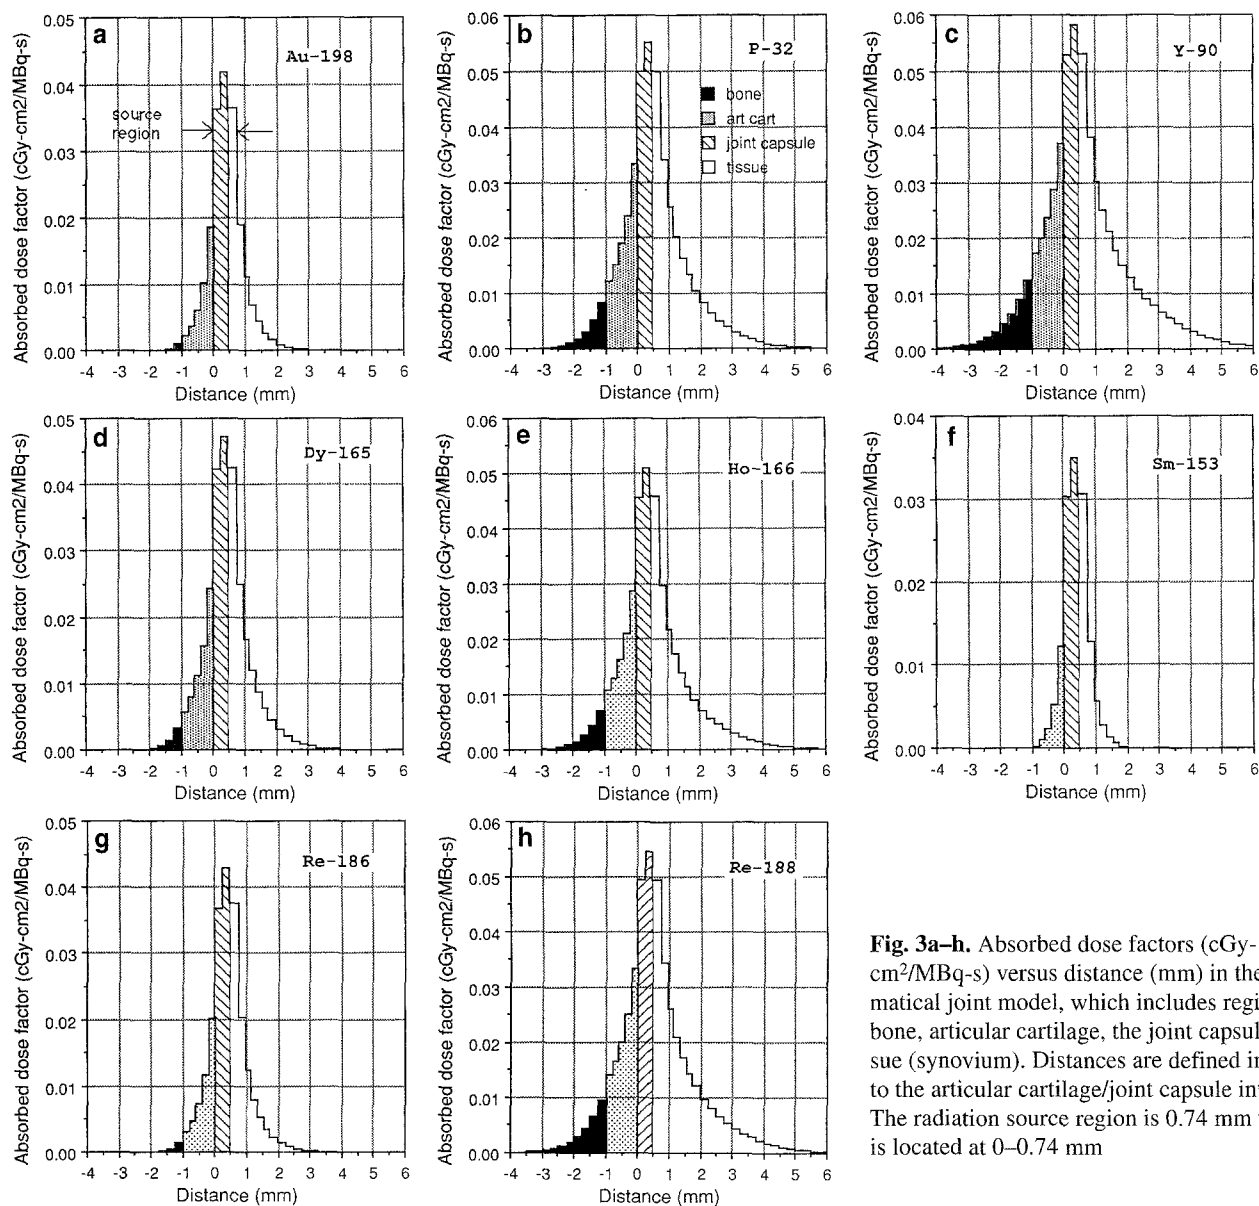 a
Au-198
source
region
Absorbed dose factor (cGy-cm2/MBq-s)
0.05
0.04
0.03
0.02
0.01
0.00
-4 -3 -2 -1 0 1 2 3 4 5 6
Distance (mm)
b
P-32
bone
art cart
joint capsule
tissue
Absorbed dose factor (cGy-cm2/MBq-s)
0.06
0.05
0.04
0.03
0.02
0.01
0.00
-4 -3 -2 -1 0 1 2 3 4 5 6
Distance (mm)
c
Y-90
Absorbed dose factor (cGy-cm2/MBq-s)
0.06
0.05
0.04
0.03
0.02
0.01
0.00
-4 -3 -2 -1 0 1 2 3 4 5 6
Distance (mm)
d
Dy-165
Absorbed dose factor (cGy-cm2/MBq-s)
0.05
0.04
0.03
0.02
0.01
0.00
-4 -3 -2 -1 0 1 2 3 4 5 6
Distance (mm)
e
Ho-166
Absorbed dose factor (cGy-cm2/MBq-s)
0.06
0.05
0.04
0.03
0.02
0.01
0.00
-4 -3 -2 -1 0 1 2 3 4 5 6
Distance (mm)
f
Sm-153
Absorbed dose factor (cGy-cm2/MBq-s)
0.04
0.03
0.02
0.01
0.00
-4 -3 -2 -1 0 1 2 3 4 5 6
Distance (mm)
g
Re-186
Absorbed dose factor (cGy-cm2/MBq-s)
0.05
0.04
0.03
0.02
0.01
0.00
-4 -3 -2 -1 0 1 2 3 4 5 6
Distance (mm)
h
Re-188
Absorbed dose factor (cGy-cm2/MBq-s)
0.06
0.05
0.04
0.03
0.02
0.01
0.00
-4 -3 -2 -1 0 1 2 3 4 5 6
Distance (mm)
Fig. 3a–h. Absorbed dose factors (cGy-
cm²/MBq-s) versus distance (mm) in the
matical joint model, which includes regi
bone, articular cartilage, the joint capsul
sue (synovium). Distances are defined in
to the articular cartilage/joint capsule in
The radiation source region is 0.74 mm
is located at 0–0.74 mm